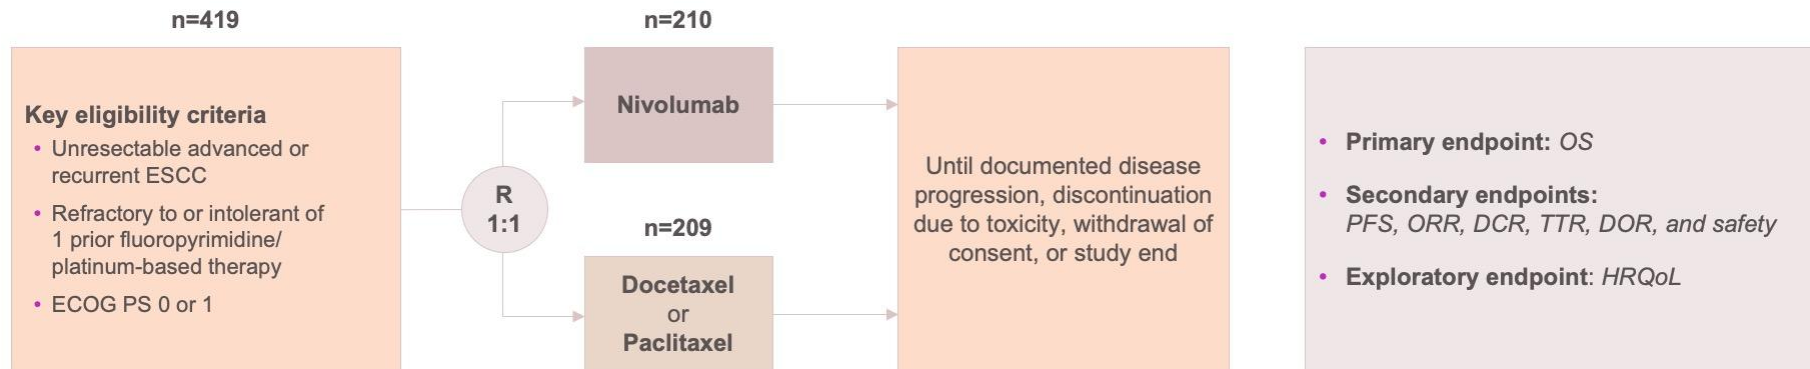 n=419
Key eligibility criteria
• Unresectable advanced or
recurrent ESCC
• Refractory to or intolerant of
1 prior fluoropyrimidine/
platinum-based therapy
• ECOG PS 0 or 1
R
1:1
n=210
Nivolumab
n=209
Docetaxel
or
Paclitaxel
Until documented disease
progression, discontinuation
due to toxicity, withdrawal of
consent, or study end
• Primary endpoint: OS
• Secondary endpoints:
PFS, ORR, DCR, TTR, DOR, and safety
• Exploratory endpoint: HRQoL